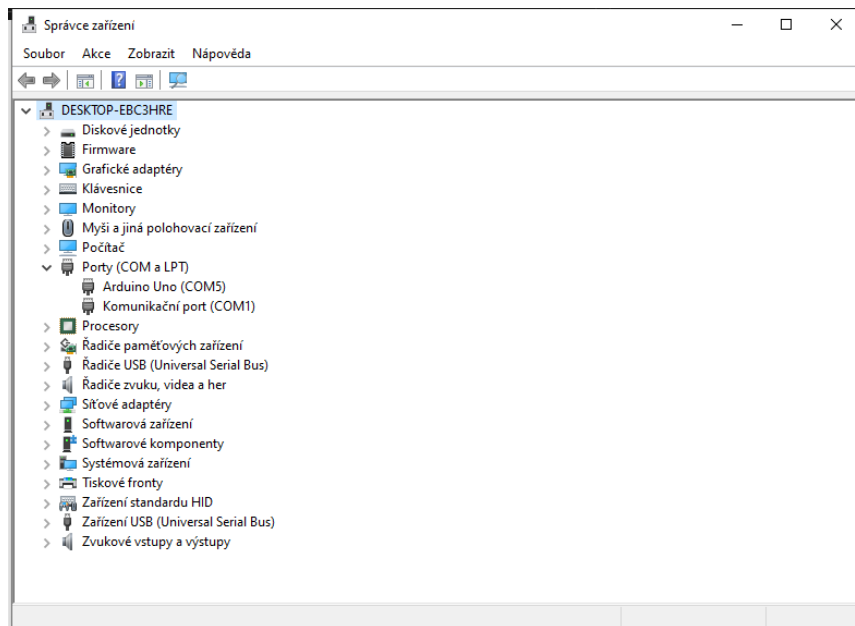 Správce zařízení
Soubor Akce Zobrazit Nápověda
DESKTOP-EBC3HRE
Diskové jednotky
Firmware
Grafické adaptéry
Klávesnice
Monitory
Myši a jiná polohovací zařízení
Počítač
Porty (COM a LPT)
Arduino Uno (COM5)
Komunikační port (COM1)
Procesory
Řadiče paměťových zařízení
Řadiče USB (Universal Serial Bus)
Řadiče zvuku, videa a her
Síťové adaptéry
Softwarová zařízení
Softwarové komponenty
Systémová zařízení
Tiskové fronty
Zařízení standardu HID
Zařízení USB (Universal Serial Bus)
Zvukové vstupy a výstupy